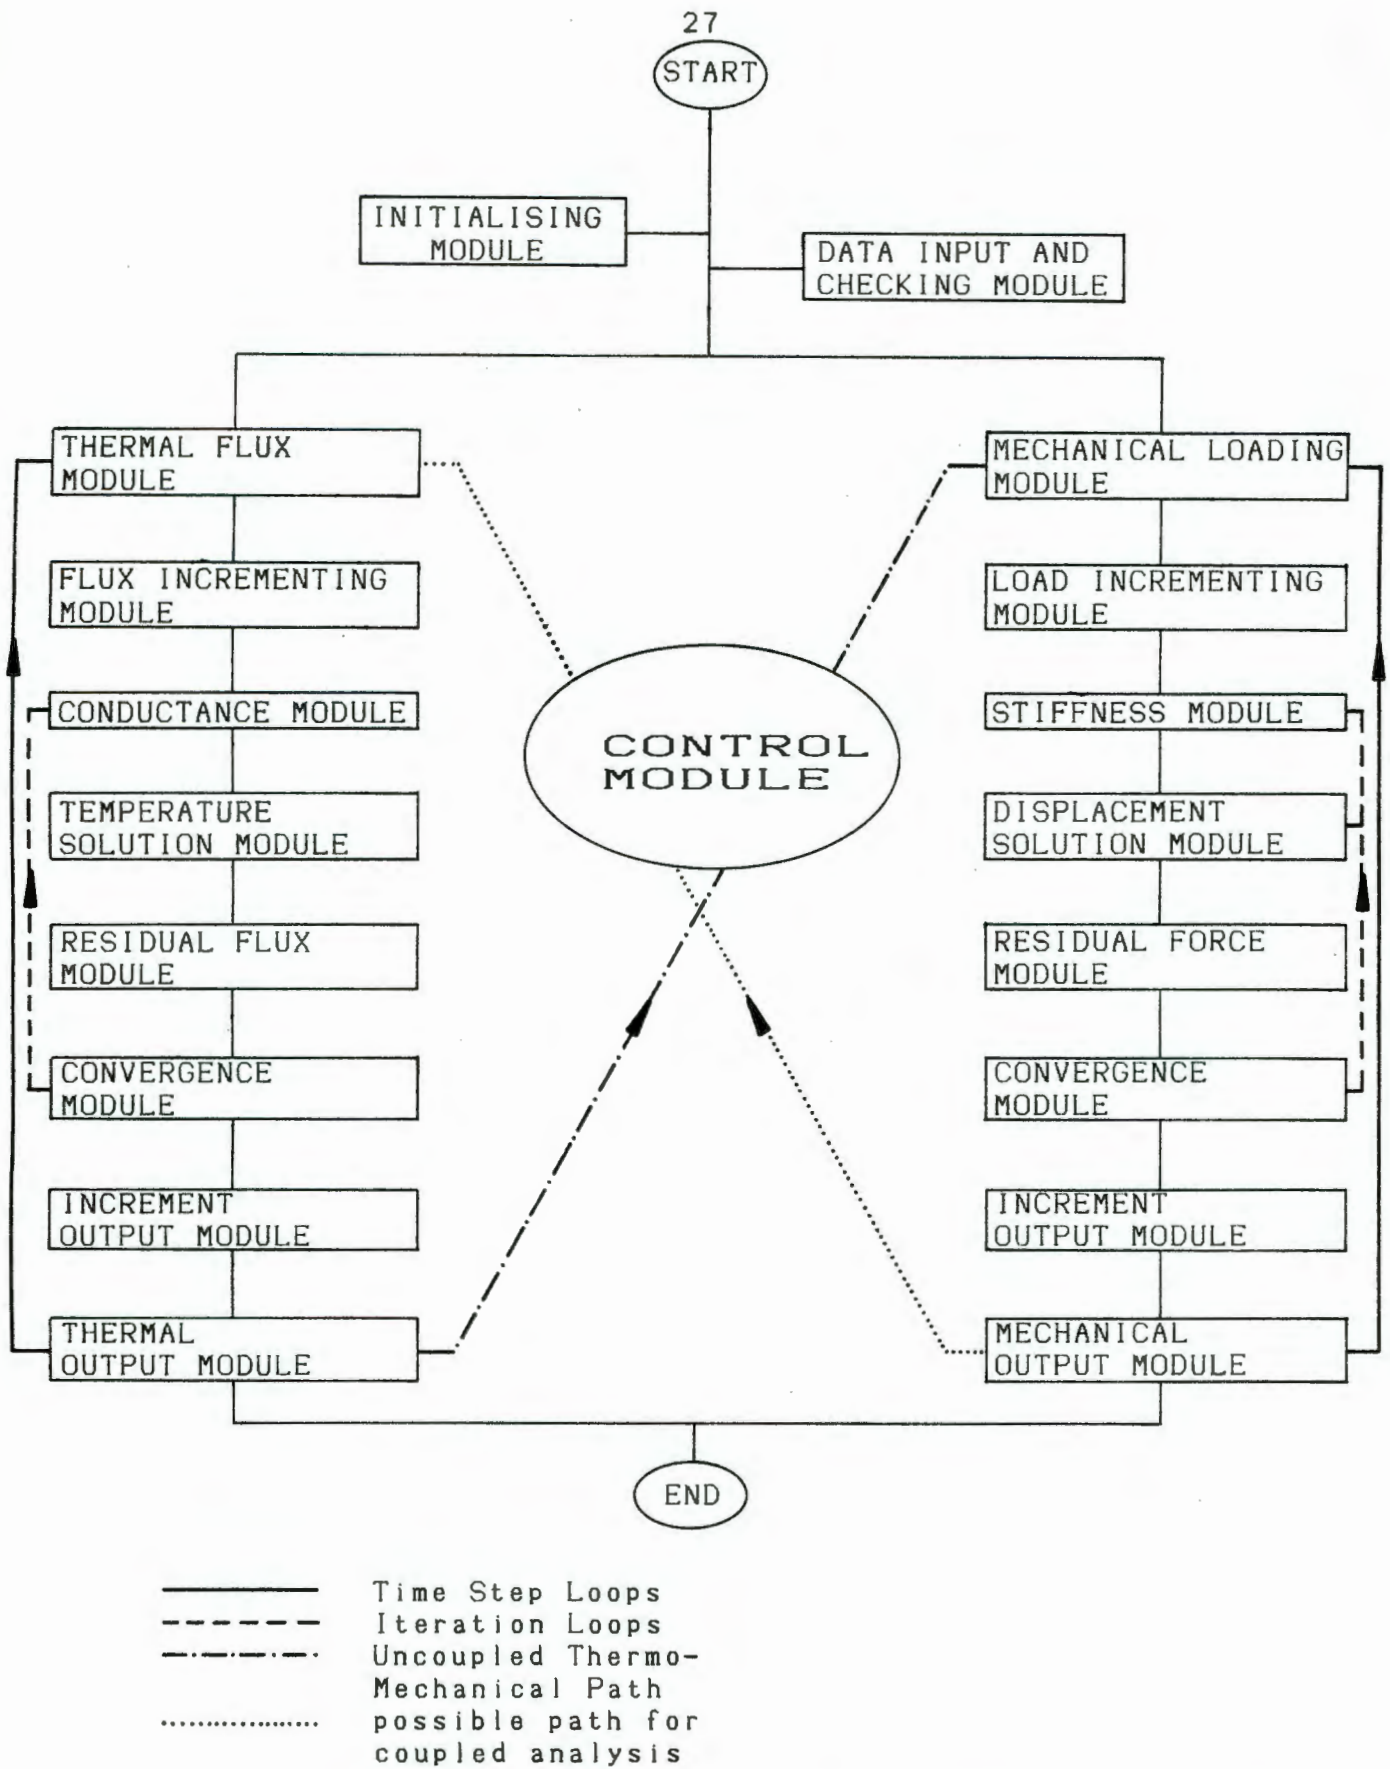 27
START
INITIALISING
MODULE
DATA INPUT AND
CHECKING MODULE
THERMAL FLUX
MODULE
FLUX INCREMENTING
MODULE
CONDUCTANCE MODULE
TEMPERATURE
SOLUTION MODULE
RESIDUAL FLUX
MODULE
CONVERGENCE
MODULE
INCREMENT
OUTPUT MODULE
THERMAL
OUTPUT MODULE
CONTROL
MODULE
MECHANICAL LOADING
MODULE
LOAD INCREMENTING
MODULE
STIFFNESS MODULE
DISPLACEMENT
SOLUTION MODULE
RESIDUAL FORCE
MODULE
CONVERGENCE
MODULE
INCREMENT
OUTPUT MODULE
MECHANICAL
OUTPUT MODULE
END
Time Step Loops
Iteration Loops
Uncoupled Thermo-
Mechanical Path
possible path for
coupled analysis